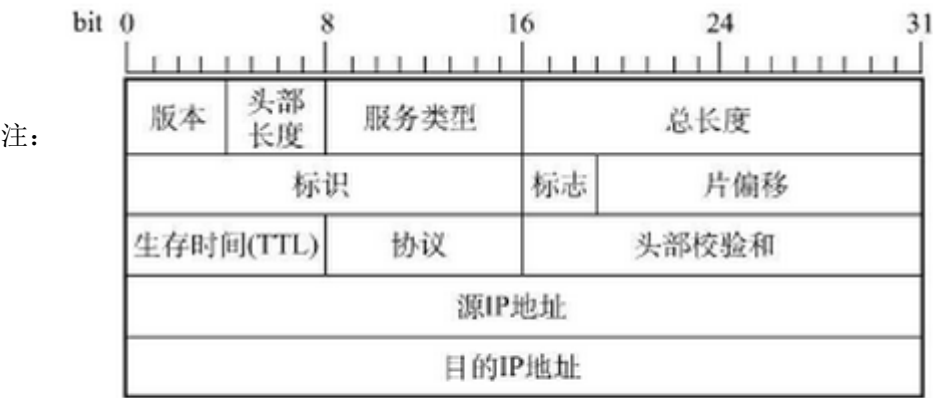 bit 0 8 16 24 31
注：
版本 头部长度 服务类型 总长度
标识 标志 片偏移
生存时间(TTL) 协议 头部校验和
源IP地址
目的IP地址